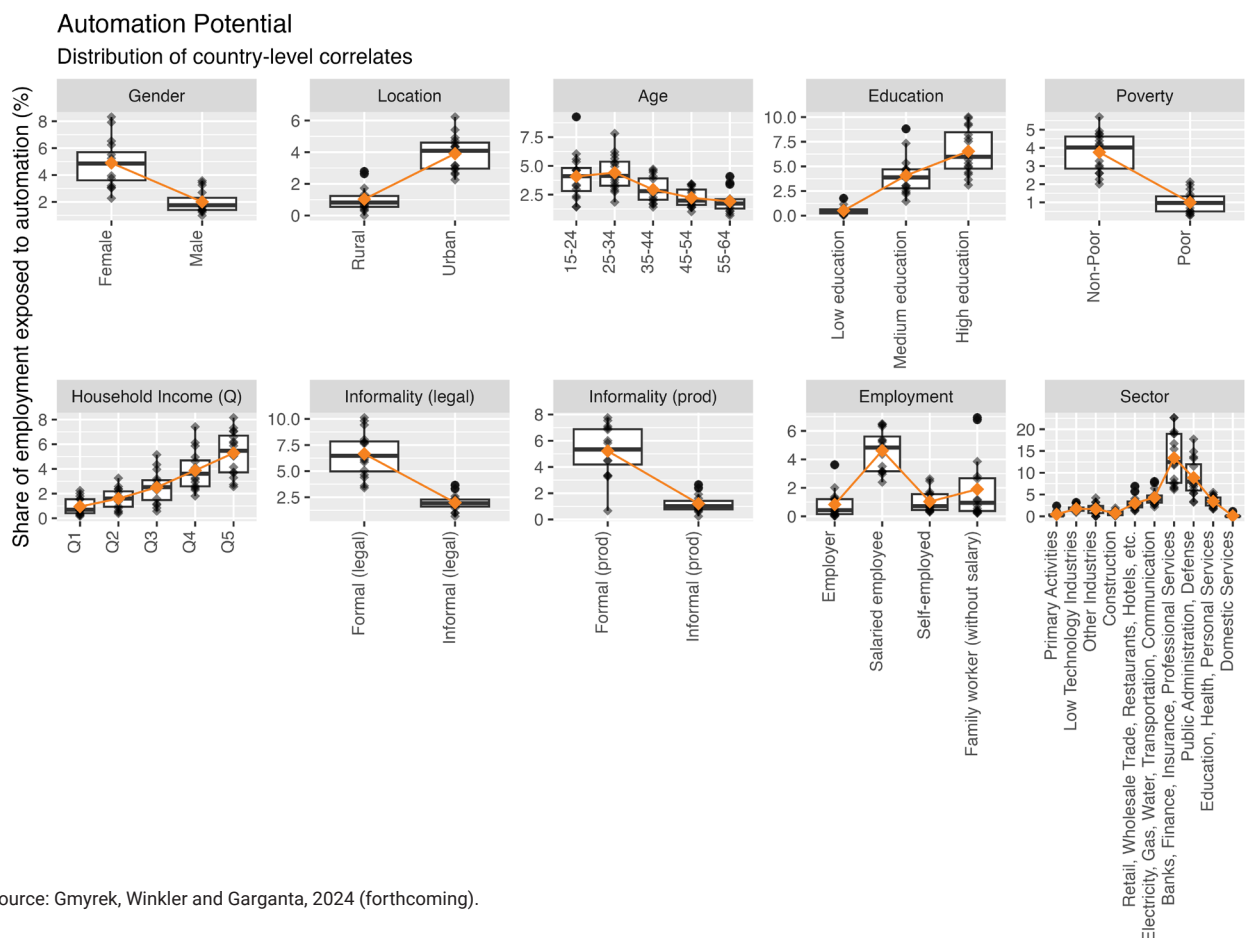 Automation Potential
Distribution of country-level correlates
Share of employment exposed to automation (%)
Gender
8
6
4
2
Female
Male
Location
6
4
2
0
Rural
Urban
Age
7.5
5.0
2.5
15-24
25-34
35-44
45-54
55-64
Education
10.0
7.5
5.0
2.5
0.0
Low education
Medium education
High education
Poverty
5
4
3
2
1
Non-Poor
Poor
Household Income (Q)
8
6
4
2
0
Q1
Q2
Q3
Q4
Q5
Informality (legal)
10.0
7.5
5.0
2.5
Formal (legal)
Informal (legal)
Informality (prod)
8
6
4
2
0
Formal (prod)
Informal (prod)
Employment
6
4
2
0
Employer
Salaried employee
Self-employed
Family worker (without salary)
Sector
20
15
10
5
0
Primary Activities
Low Technology Industries
Other Industries
Construction
Retail, Wholesale Trade, Restaurants, Hotels, etc.
Electricity, Gas, Water, Transportation, Communication
Banks, Finance, Insurance, Professional Services
Public Administration, Defense
Education, Health, Personal Services
Domestic Services
ource: Gmyrek, Winkler and Garganta, 2024 (forthcoming).